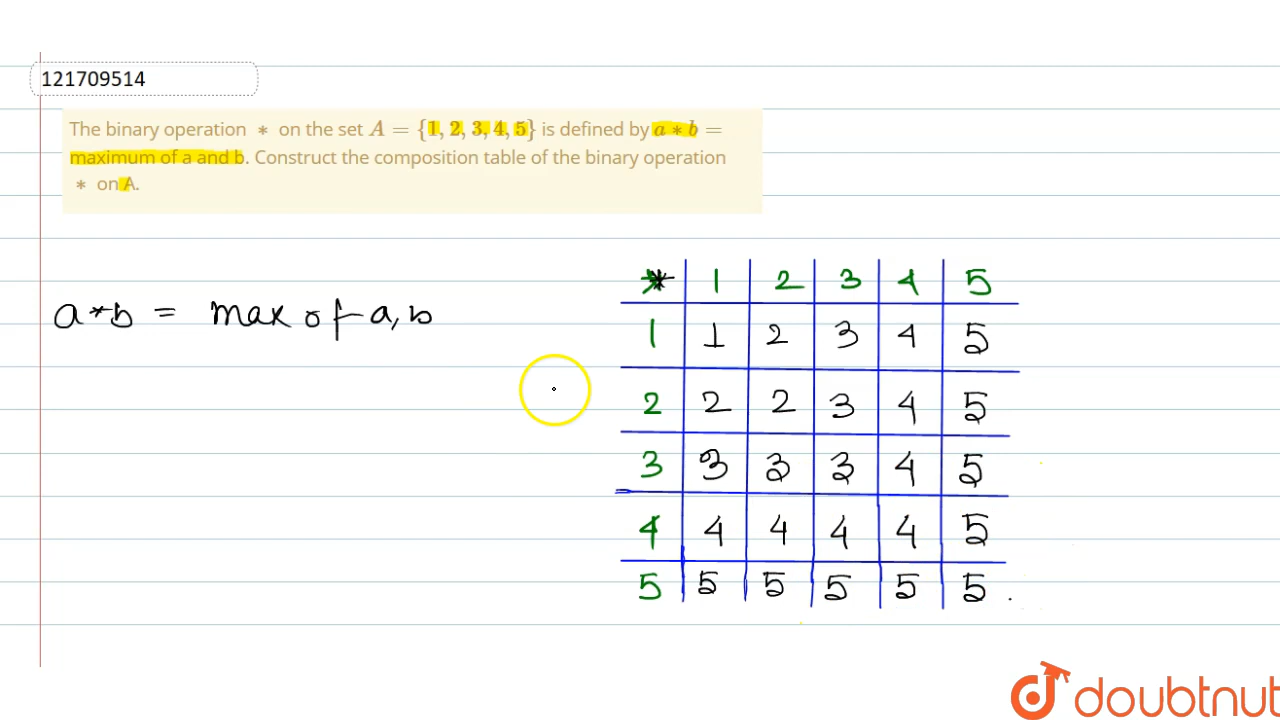 121709514
The binary operation ∗ on the set A = {1, 2, 3, 4, 5} is defined by a ∗ b =
maximum of a and b. Construct the composition table of the binary operation
∗ on A.
a*b = max of a, b
* 1 2 3 4 5
1 1 2 3 4 5
2 2 2 3 4 5
3 3 3 3 4 5
4 4 4 4 4 5
5 5 5 5 5 5 .
doubtnut